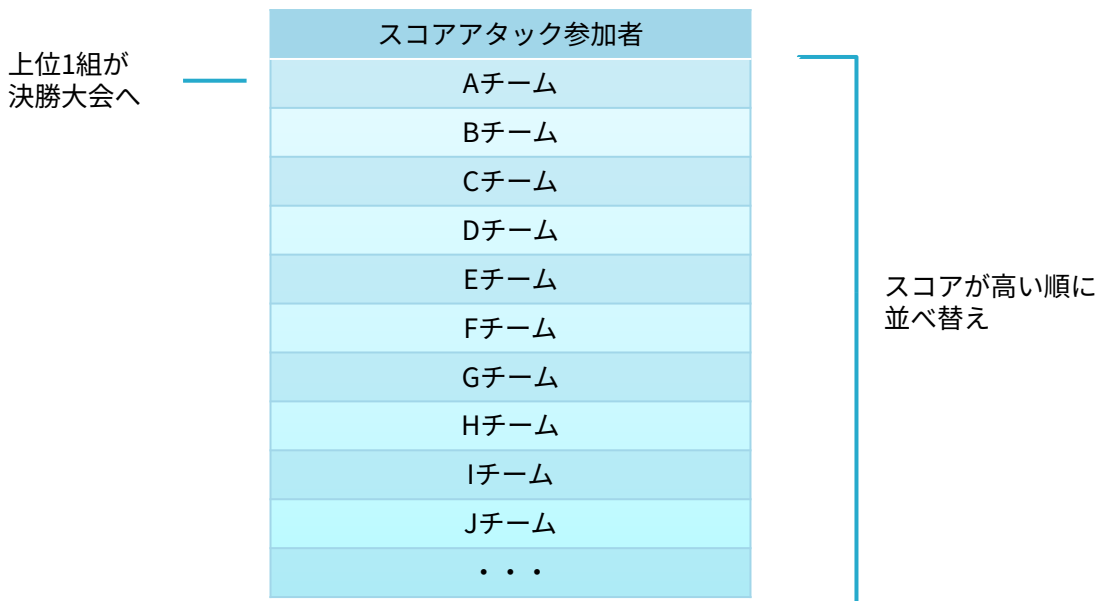 スコアアタック参加者
上位1組が
決勝大会へ
Aチーム
Bチーム
Cチーム
Dチーム
Eチーム
Fチーム
Gチーム
Hチーム
Iチーム
Jチーム
・・・
スコアが高い順に
並べ替え